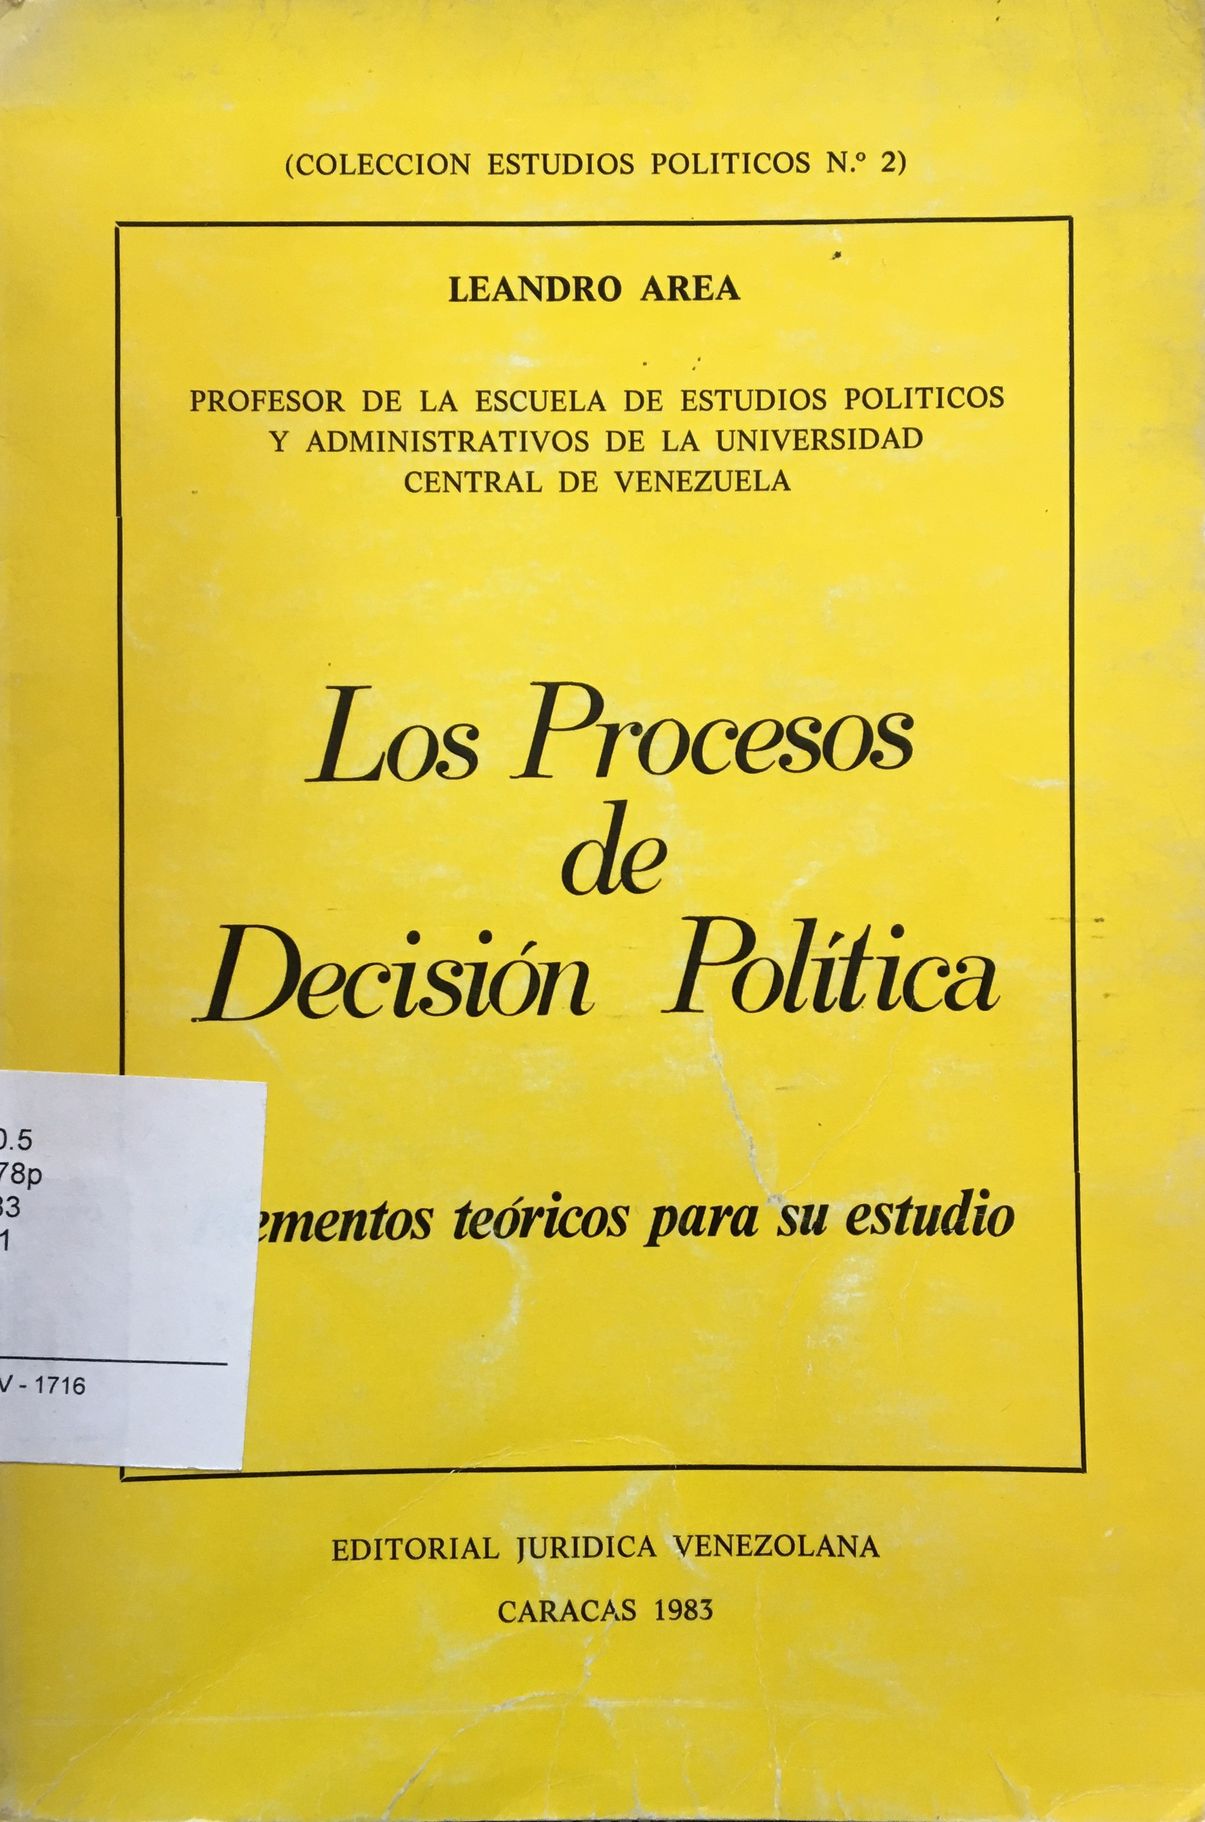 (COLECCION ESTUDIOS POLITICOS N.º 2)
LEANDRO AREA
PROFESOR DE LA ESCUELA DE ESTUDIOS POLITICOS
Y ADMINISTRATIVOS DE LA UNIVERSIDAD
CENTRAL DE VENEZUELA
Los Procesos
de
Decisión Política
0.5
78p
83
1
ementos teóricos para su estudio
V - 1716
EDITORIAL JURIDICA VENEZOLANA
CARACAS 1983